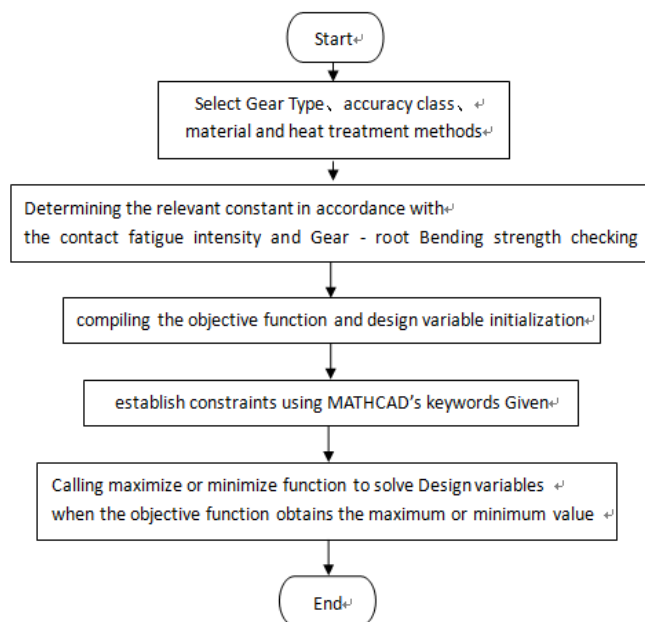 Start↵
Select Gear Type、accuracy class、 ↵
material and heat treatment methods↵
Determining the relevant constant in accordance with↵
the contact fatigue intensity and Gear - root Bending strength checking
compiling the objective function and design variable initialization↵
establish constraints using MATHCAD's keywords Given↵
Calling maximize or minimize function to solve Design variables ↵
when the objective function obtains the maximum or minimum value ↵
End↵